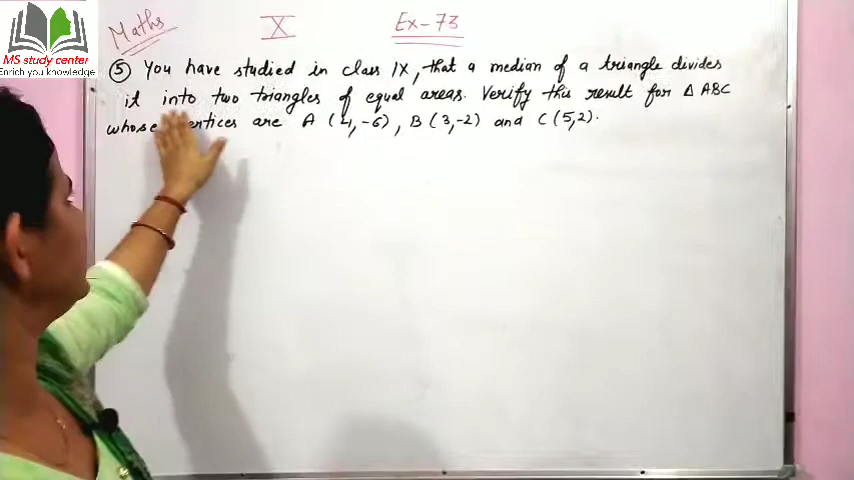 MS study center
Enrich you knowledge
Maths X Ex-7.3
⑤ You have studied in class IX, that a median of a triangle divides
it into two triangles of equal areas. Verify this result for Δ ABC
whose are A (4,-6), B (3,-2) and C (5,2).